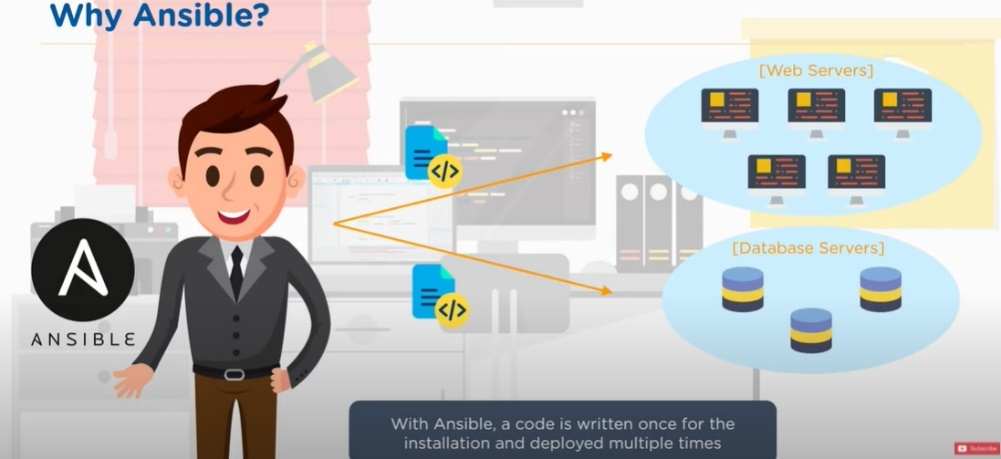 Why Ansible?
[Web Servers]
</>
[Database Servers]
</>
ANSIBLE
With Ansible, a code is written once for the
installation and deployed multiple times
Subscribe